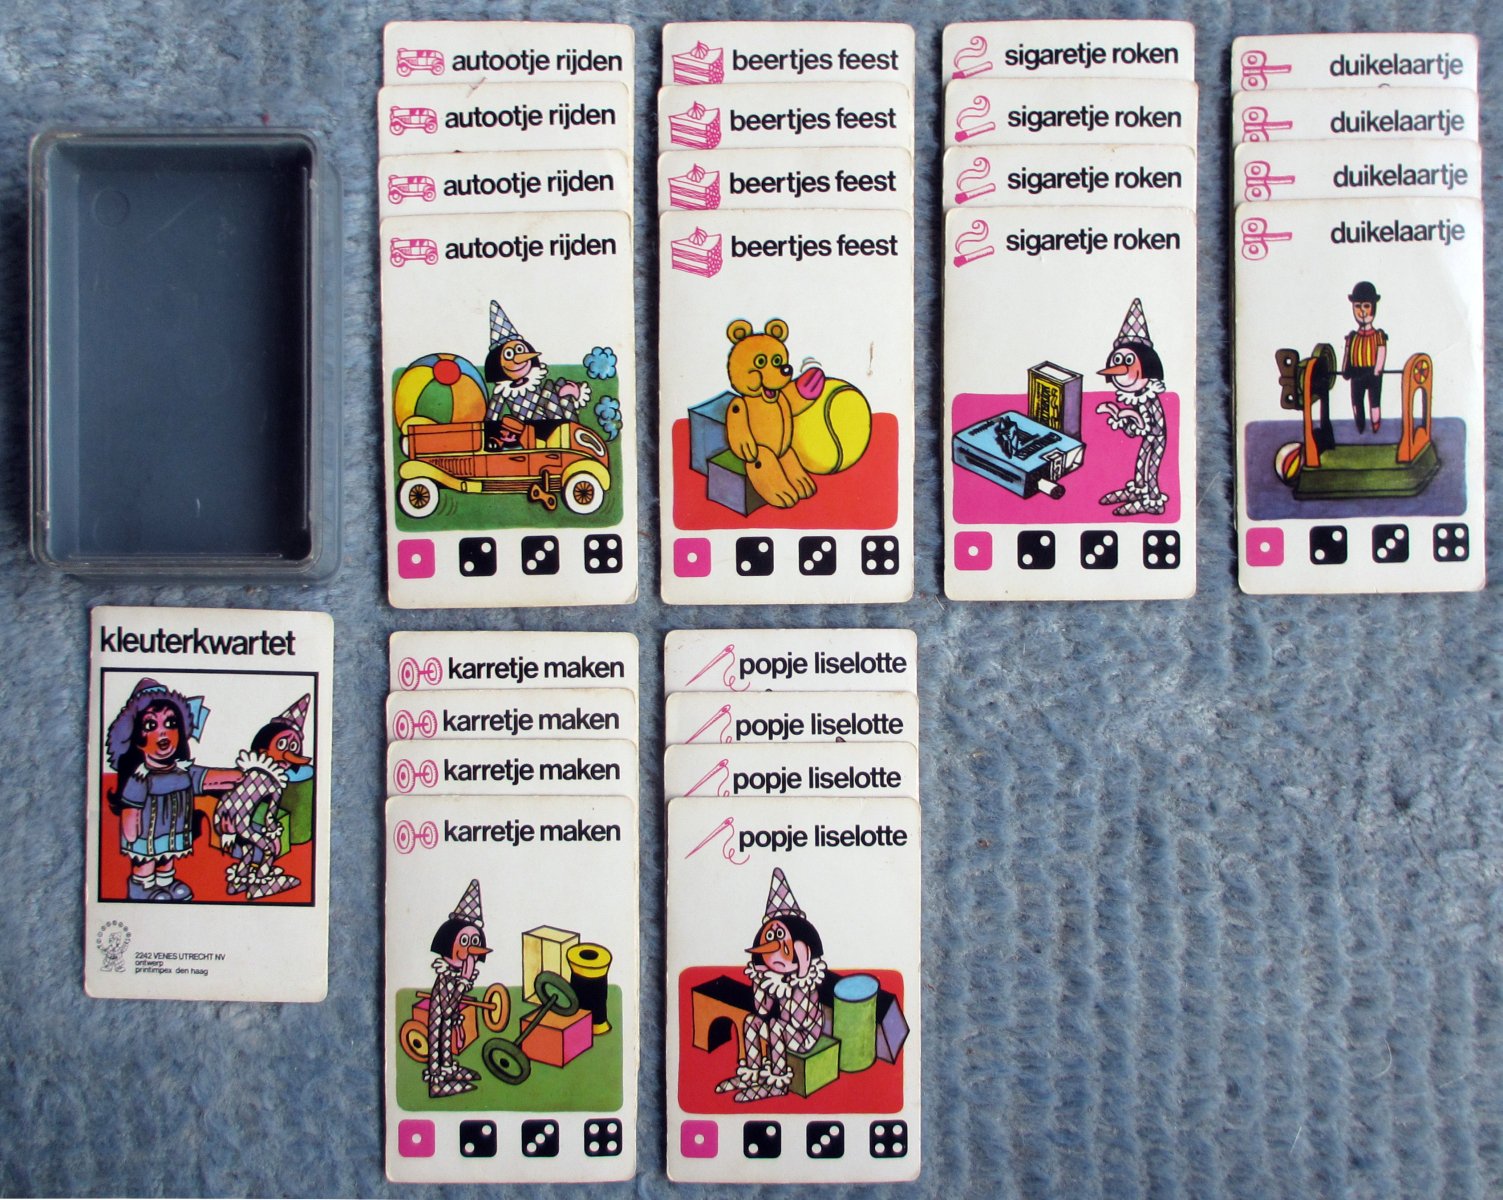 autootje rijden
autootje rijden
autootje rijden
autootje rijden
beertjes feest
beertjes feest
beertjes feest
beertjes feest
sigaretje roken
sigaretje roken
sigaretje roken
sigaretje roken
duikelaartje
duikelaartje
duikelaartje
duikelaartje
kleuterkwartet
2242 VENES UTRECHT NV
ontwerp
printimpex den haag
karretje maken
karretje maken
karretje maken
karretje maken
popje liselotte
popje liselotte
popje liselotte
popje liselotte